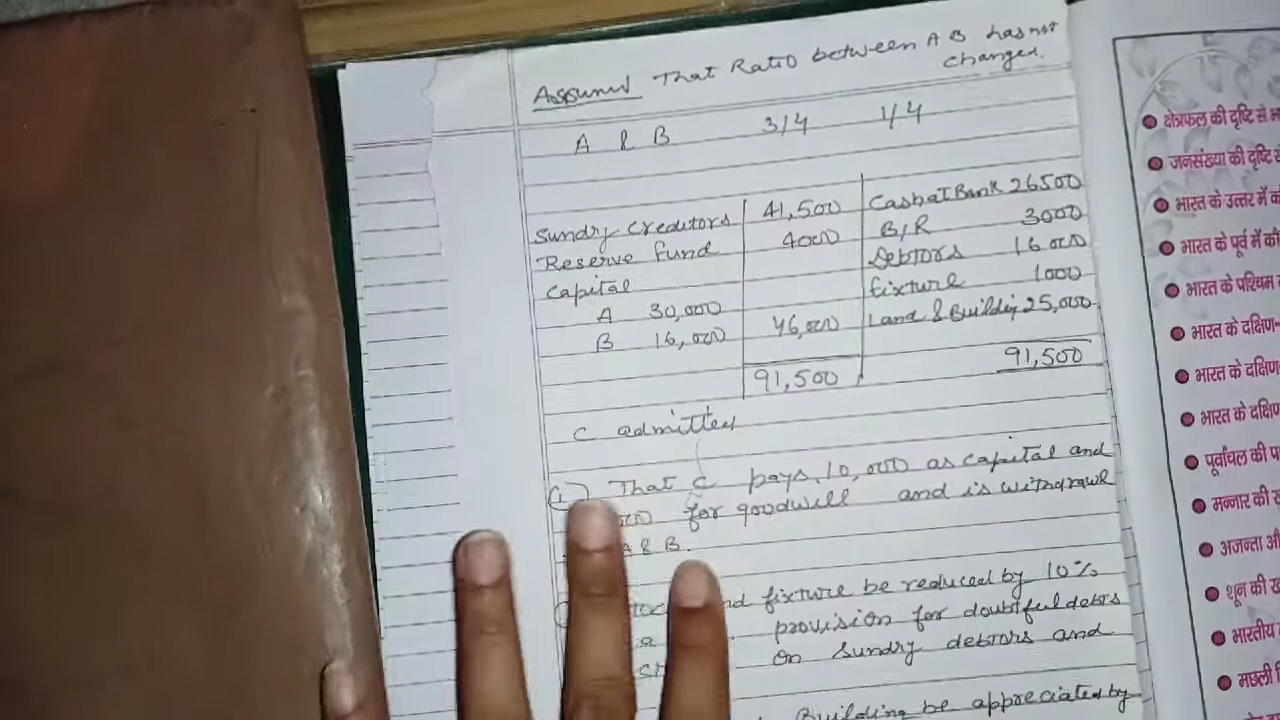 Assumed That Ratio between A B has not
changed.
A & B 3/4 1/4
Sundry Creditors 41,500 Cash at Bank 26500
Reserve Fund 4000 B/R 3000
Capital Debtors 16000
A 30,000 fixture 1000
B 16,000 46,000 Land & Building 25,000
91,500 91,500
C admitted
That C pays 10,000 as capital and
for goodwill and is withdrawl
A & B.
fixture be reduced by 10%
provision for doubtful debts
on sundry debtors and
Building be appreciated by
क्षेत्रफल की दृष्टि से
जनसंख्या की दृष्टि
भारत के उत्तर में
भारत के पूर्व में
भारत के पश्चिम
भारत के दक्षिण-
भारत के दक्षिण-
भारत के
पूर्वांचल की
मन्नार की
अजन्ता
शून की
भारतीय
मछली